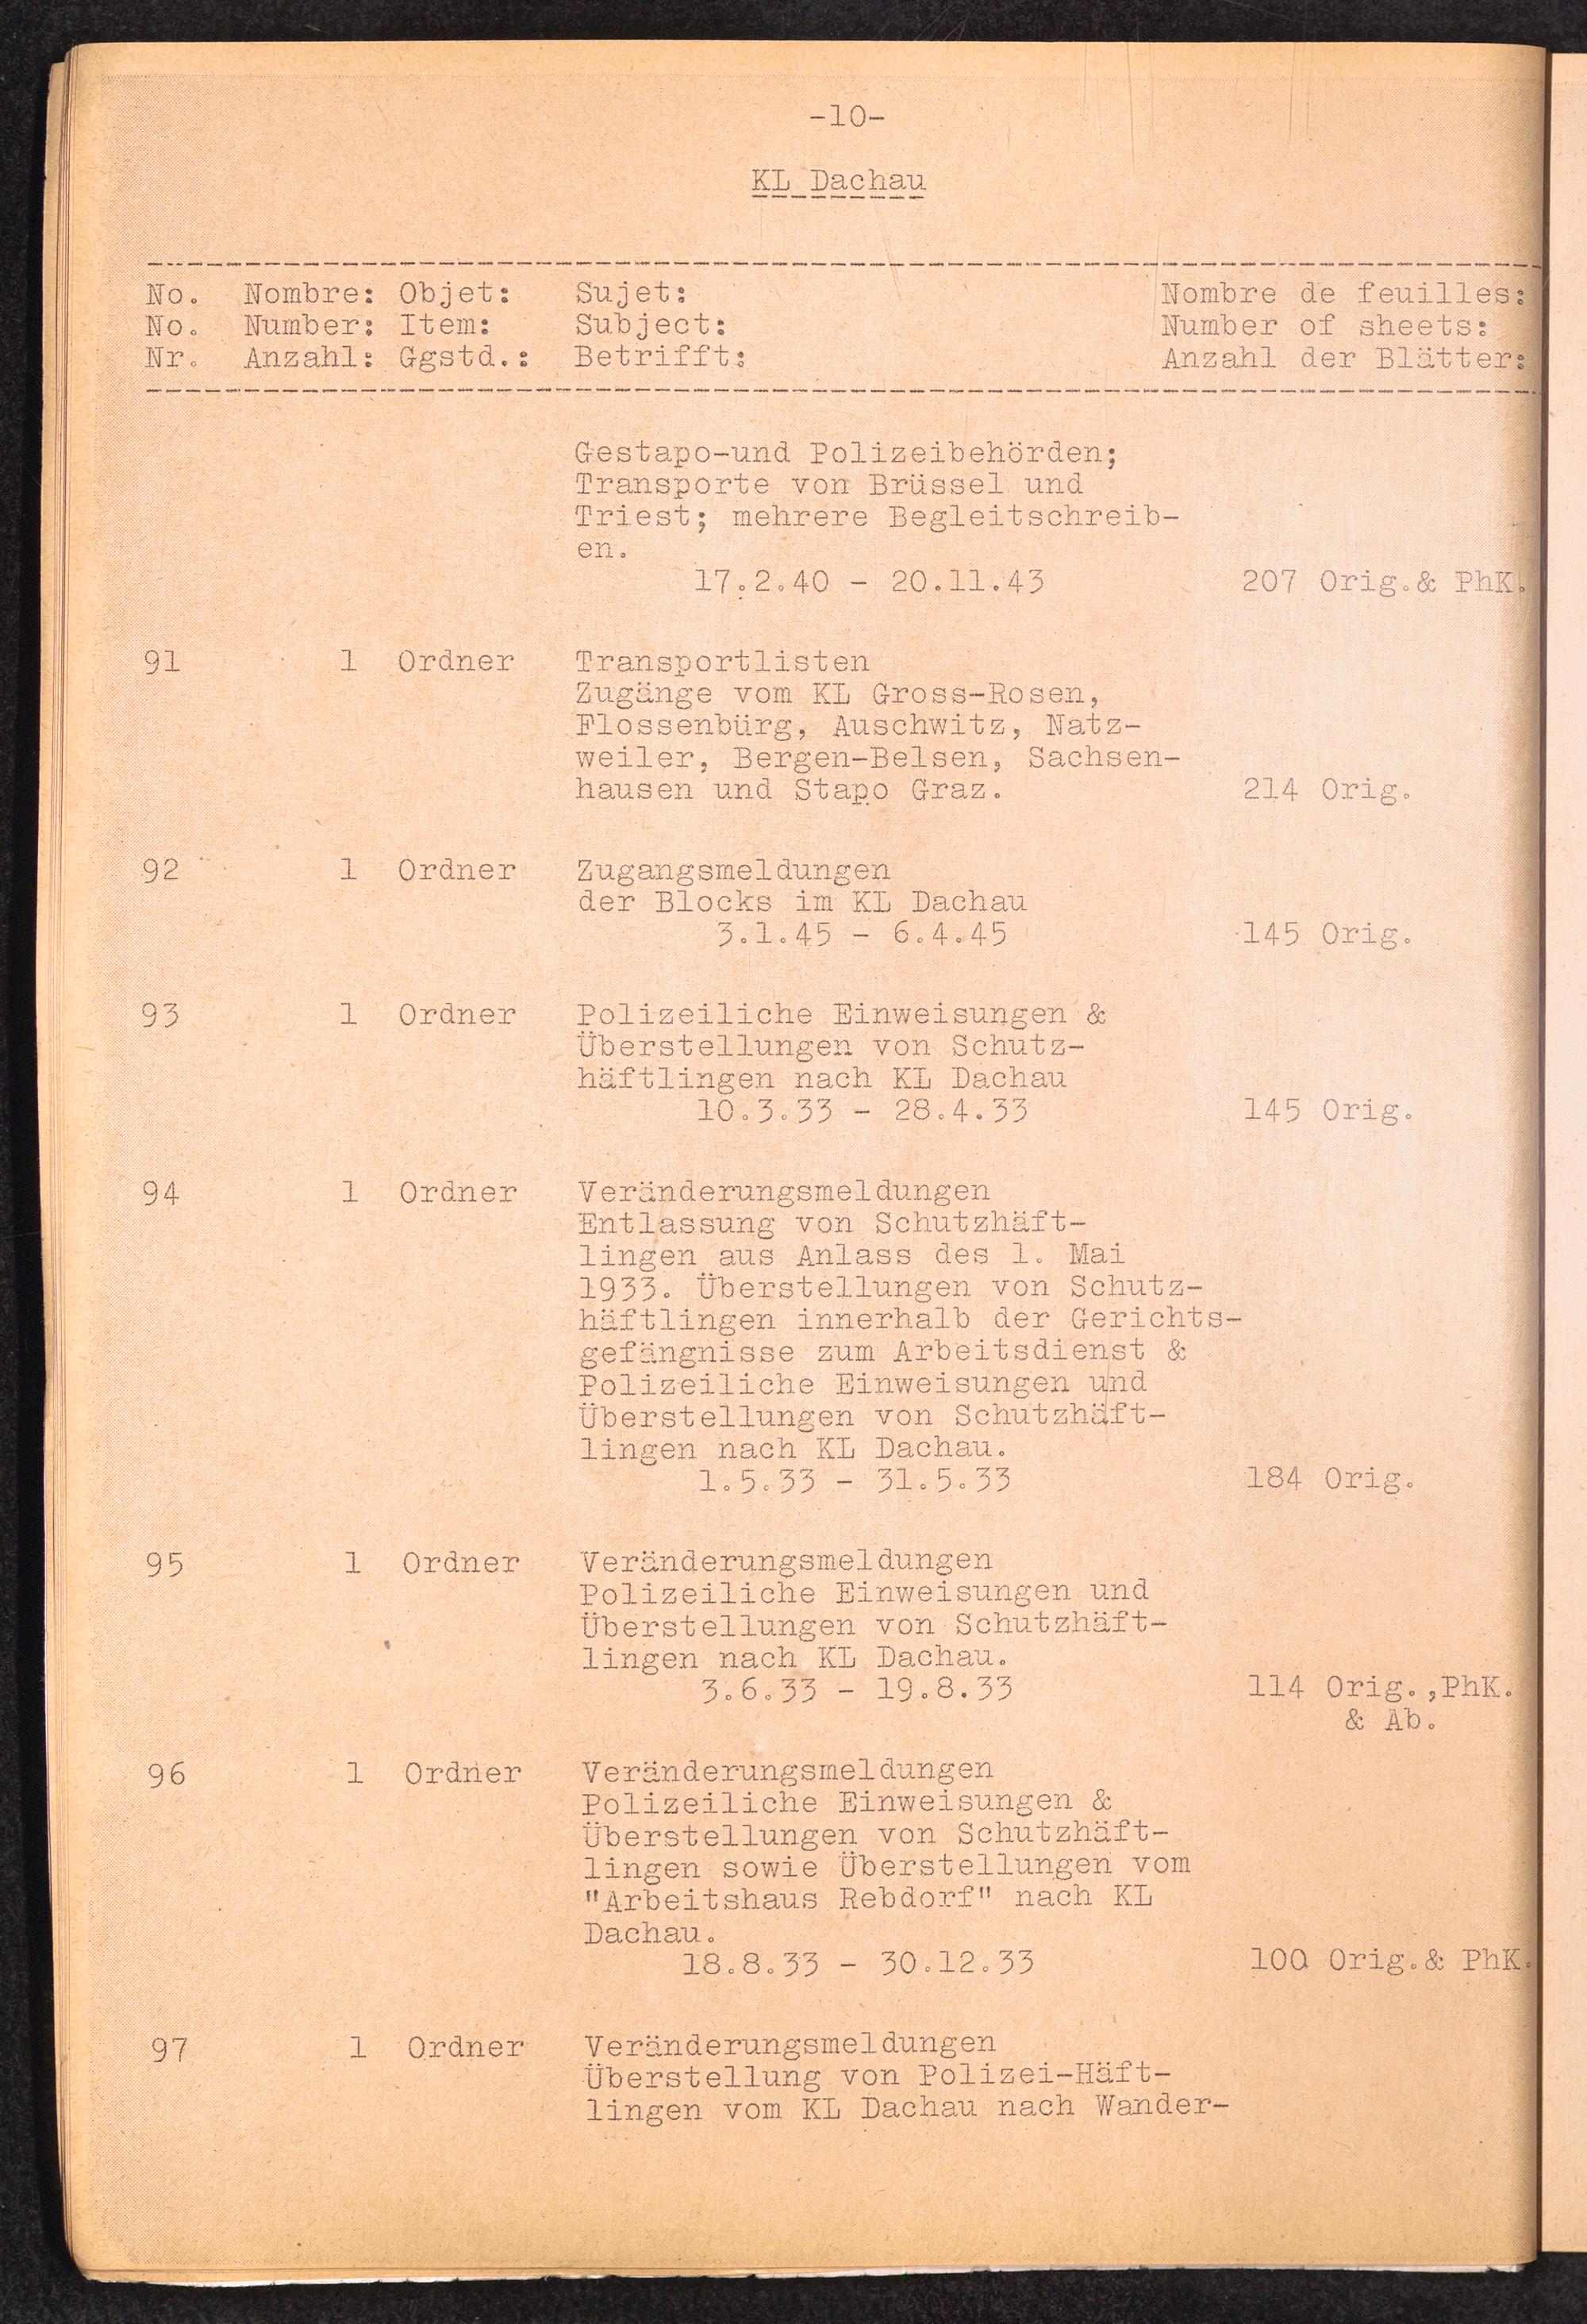 -10-
KL Dachau
No. Nombre: Objet: Sujet: Nombre de feuilles:
No. Number: Item: Subject: Number of sheets:
Nr. Anzahl: Ggstd.: Betrifft: Anzahl der Blätter:
Gestapo-und Polizeibehörden;
Transporte von Brüssel und
Triest; mehrere Begleitschreib-
en.
17.2.40 - 20.11.43 207 Orig.& PhK.
91 1 Ordner Transportlisten
Zugänge vom KL Gross-Rosen,
Flossenbürg, Auschwitz, Natz-
weiler, Bergen-Belsen, Sachsen-
hausen und Stapo Graz. 214 Orig.
92 1 Ordner Zugangsmeldungen
der Blocks im KL Dachau
3.1.45 - 6.4.45 145 Orig.
93 1 Ordner Polizeiliche Einweisungen &
Überstellungen von Schutz-
häftlingen nach KL Dachau
10.3.33 - 28.4.33 145 Orig.
94 1 Ordner Veränderungsmeldungen
Entlassung von Schutzhäft-
lingen aus Anlass des 1. Mai
1933. Überstellungen von Schutz-
häftlingen innerhalb der Gerichts-
gefängnisse zum Arbeitsdienst &
Polizeiliche Einweisungen und
Überstellungen von Schutzhäft-
lingen nach KL Dachau.
1.5.33 - 31.5.33 184 Orig.
95 1 Ordner Veränderungsmeldungen
Polizeiliche Einweisungen und
Überstellungen von Schutzhäft-
lingen nach KL Dachau.
3.6.33 - 19.8.33 114 Orig.,PhK.
& Ab.
96 1 Ordner Veränderungsmeldungen
Polizeiliche Einweisungen &
Überstellungen von Schutzhäft-
lingen sowie Überstellungen vom
"Arbeitshaus Rebdorf" nach KL
Dachau.
18.8.33 - 30.12.33 100 Orig.& PhK.
97 1 Ordner Veränderungsmeldungen
Überstellung von Polizei-Häft-
lingen vom KL Dachau nach Wander-